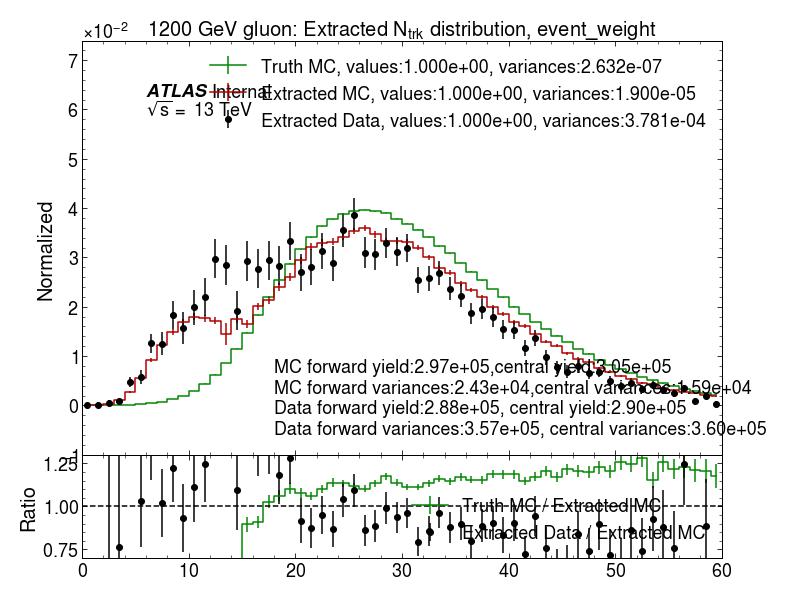 ×10⁻² 1200 GeV gluon: Extracted N_trk distribution, event_weight
Truth MC, values:1.000e+00, variances:2.632e-07
ATLAS Internal
Extracted MC, values:1.000e+00, variances:1.900e-05
√s = 13 TeV
Extracted Data, values:1.000e+00, variances:3.781e-04
Normalized
7
6
5
4
3
2
1
0
MC forward yield:2.97e+05,central yield:3.05e+05
MC forward variances:2.43e+04,central variances:1.59e+04
Data forward yield:2.88e+05, central yield:2.90e+05
Data forward variances:3.57e+05, central variances:3.60e+05
Ratio
1.25
1.00
0.75
Truth MC / Extracted MC
Extracted Data / Extracted MC
0 10 20 30 40 50 60